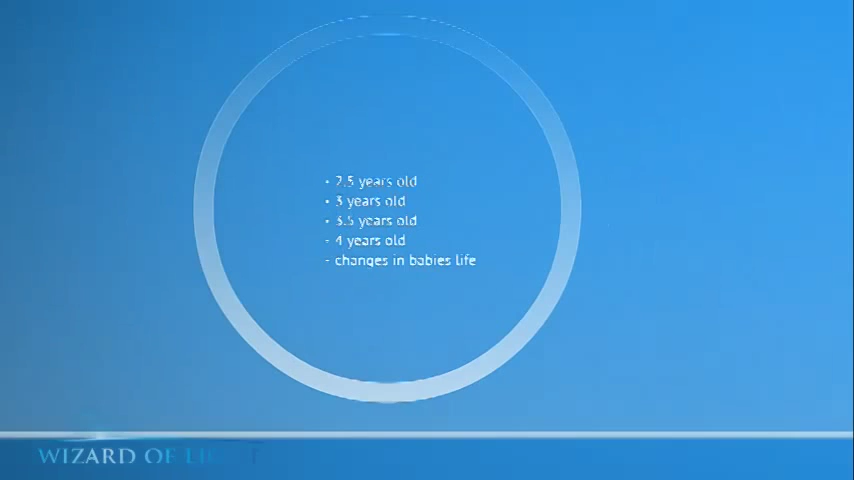 - 2.5 years old
- 3 years old
- 3.5 years old
- 4 years old
- changes in babies life
WIZARD OF LIGHT